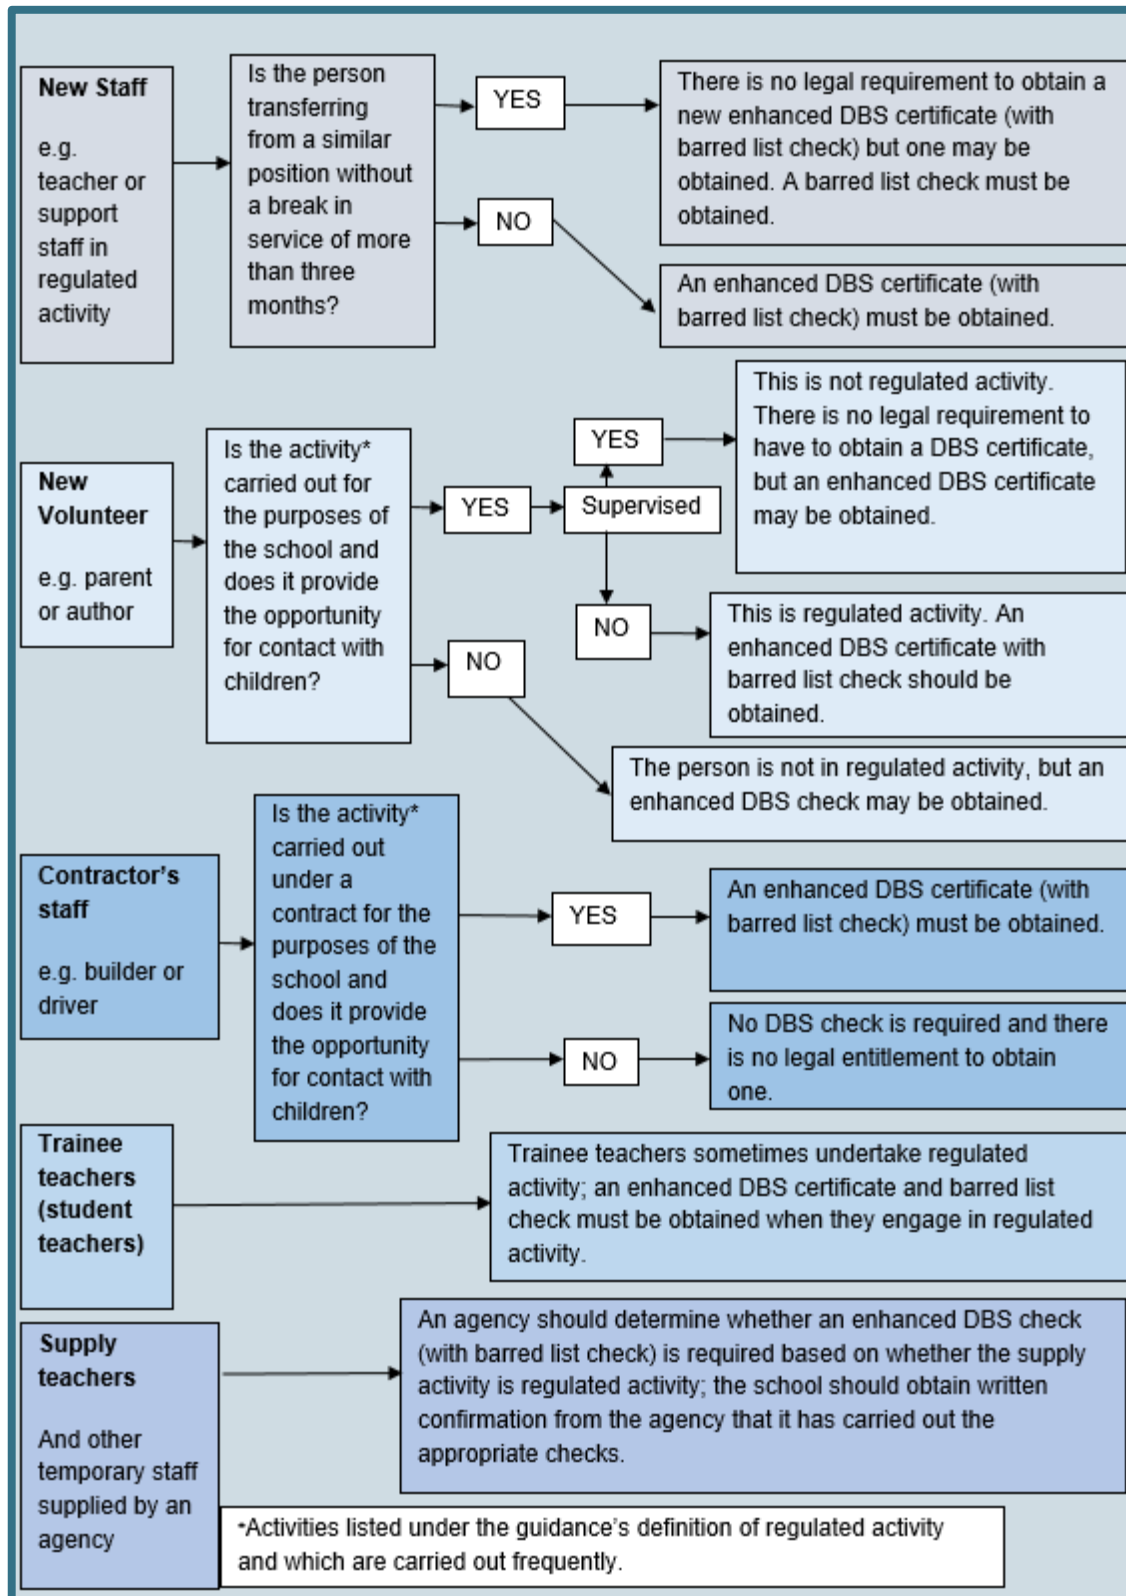 New Staff
e.g.
teacher or
support
staff in
regulated
activity
Is the person
transferring
from a similar
position without
a break in
service of more
than three
months?
YES
There is no legal requirement to obtain a
new enhanced DBS certificate (with
barred list check) but one may be
obtained. A barred list check must be
obtained.
NO
An enhanced DBS certificate (with
barred list check) must be obtained.
New
Volunteer
e.g. parent
or author
Is the activity*
carried out for
the purposes of
the school and
does it provide
the opportunity
for contact with
children?
YES
Supervised
YES
This is not regulated activity.
There is no legal requirement to
have to obtain a DBS certificate,
but an enhanced DBS certificate
may be obtained.
NO
This is regulated activity. An
enhanced DBS certificate with
barred list check should be
obtained.
NO
The person is not in regulated activity, but an
enhanced DBS check may be obtained.
Contractor’s
staff
e.g. builder or
driver
Is the activity*
carried out
under a
contract for the
purposes of the
school and
does it provide
the opportunity
for contact with
children?
YES
An enhanced DBS certificate (with
barred list check) must be obtained.
NO
No DBS check is required and there
is no legal entitlement to obtain
one.
Trainee
teachers
(student
teachers)
Trainee teachers sometimes undertake regulated
activity; an enhanced DBS certificate and barred list
check must be obtained when they engage in regulated
activity.
Supply
teachers
And other
temporary staff
supplied by an
agency
An agency should determine whether an enhanced DBS check
(with barred list check) is required based on whether the supply
activity is regulated activity; the school should obtain written
confirmation from the agency that it has carried out the
appropriate checks.
*Activities listed under the guidance’s definition of regulated activity
and which are carried out frequently.